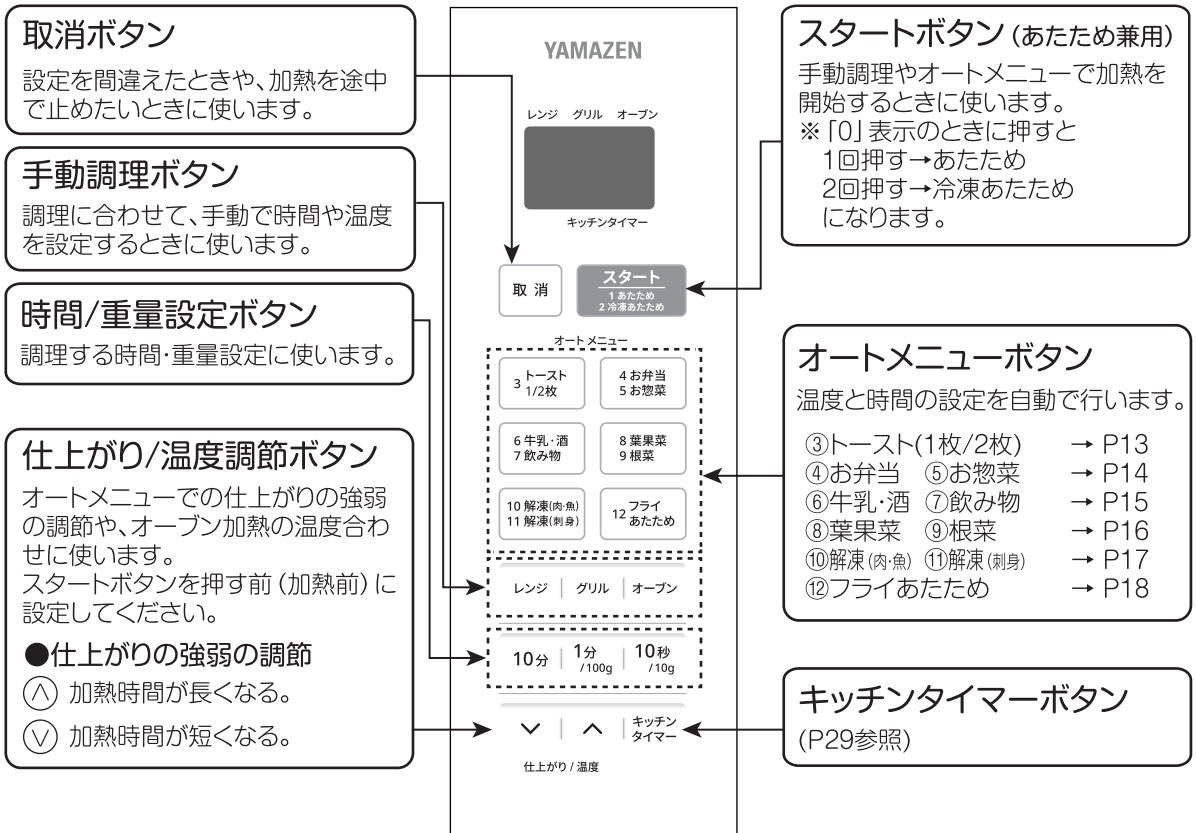 取消ボタン
設定を間違えたときや、加熱を途中
で止めたいときに使います。
手動調理ボタン
調理に合わせて、手動で時間や温度
を設定するときに使います。
時間/重量設定ボタン
調理する時間・重量設定に使います。
仕上がり/温度調節ボタン
オートメニューでの仕上がりの強弱
の調節や、オーブン加熱の温度合わ
せに使います。
スタートボタンを押す前（加熱前）に
設定してください。
●仕上がりの強弱の調節
∧ 加熱時間が長くなる。
∨ 加熱時間が短くなる。
YAMAZEN
レンジ グリル オーブン
キッチンタイマー
取 消
スタート
1 あたため
2 冷凍あたため
オートメニュー
3 トースト
1/2枚
4 お弁当
5 お惣菜
6 牛乳・酒
7 飲み物
8 葉果菜
9 根菜
10 解凍(肉・魚)
11 解凍(刺身)
12 フライ
あたため
レンジ グリル オーブン
10分 1分/100g 10秒/10g
∨ ∧ キッチン
タイマー
仕上がり / 温度
スタートボタン（あたため兼用）
手動調理やオートメニューで加熱を
開始するときに使います。
※「0」表示のときに押すと
1回押す→あたため
2回押す→冷凍あたため
になります。
オートメニューボタン
温度と時間の設定を自動で行います。
③トースト(1枚/2枚) → P13
④お弁当 ⑤お惣菜 → P14
⑥牛乳・酒 ⑦飲み物 → P15
⑧葉果菜 ⑨根菜 → P16
⑩解凍(肉・魚) ⑪解凍(刺身) → P17
⑫フライあたため → P18
キッチンタイマーボタン
(P29参照)